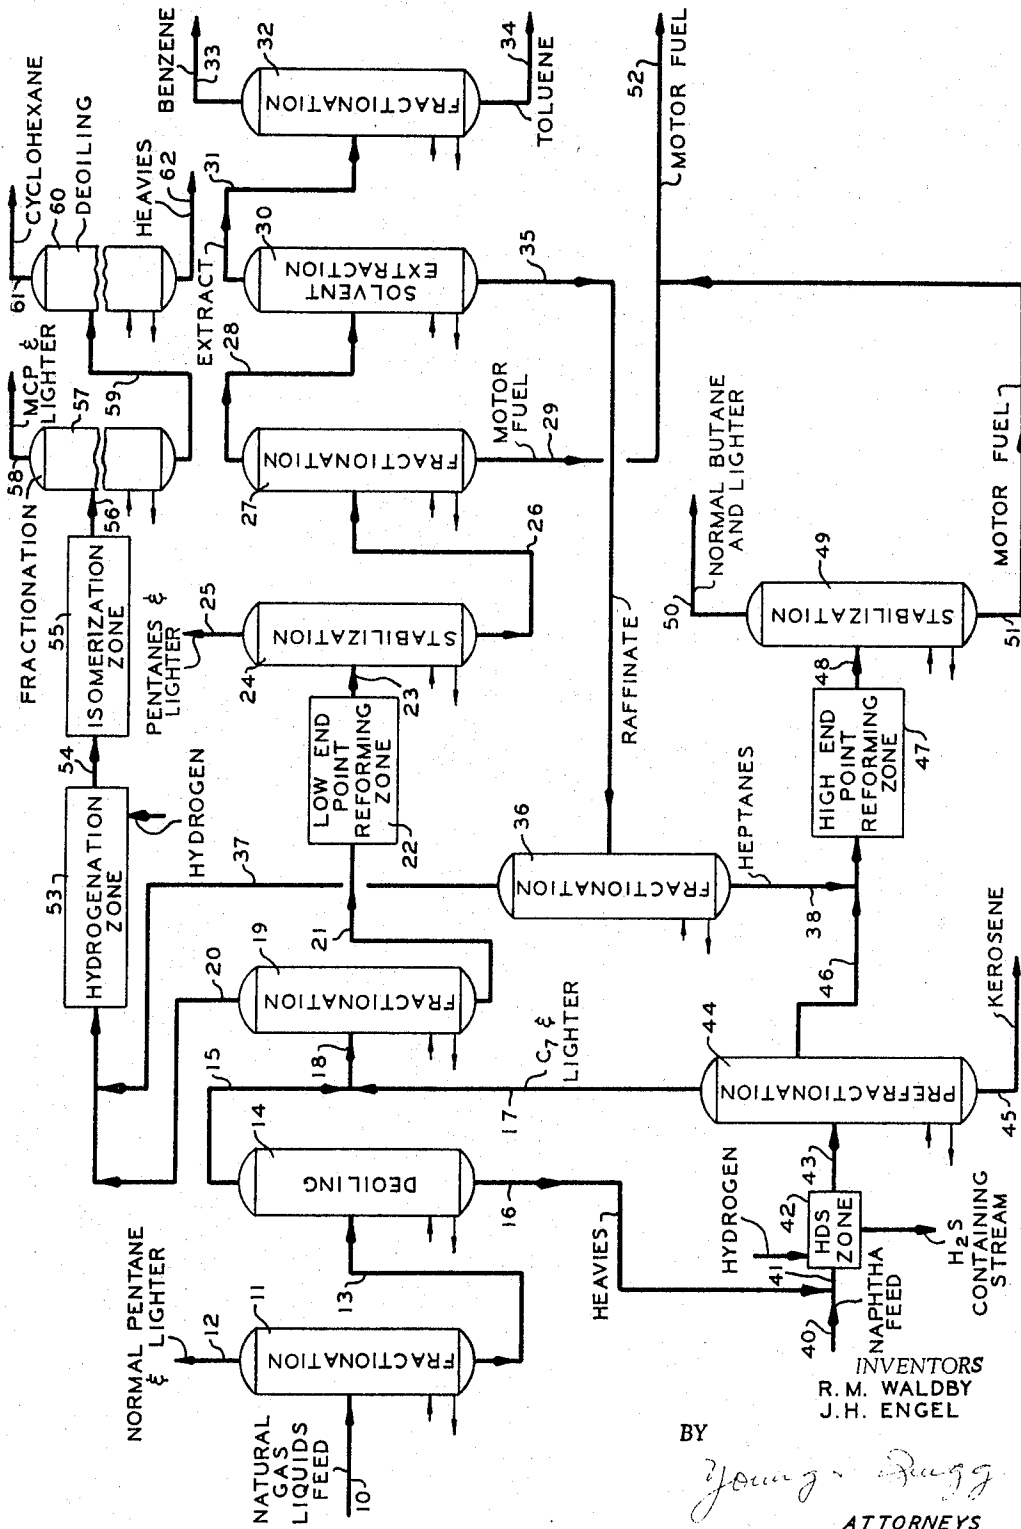 NATURAL
GAS
LIQUIDS
FEED
10
FRACTIONATION
11
12
NORMAL PENTANE
& LIGHTER
13
DEOILING
14
15
16
HEAVIES
17
C7 &
LIGHTER
18
FRACTIONATION
19
20
21
LOW END
POINT
REFORMING
ZONE
22
23
STABILIZATION
24
25
PENTANES &
LIGHTER
26
FRACTIONATION
27
28
MOTOR
FUEL
29
SOLVENT
EXTRACTION
30
EXTRACT
31
FRACTIONATION
32
BENZENE
33
34
TOLUENE
35
RAFFINATE
FRACTIONATION
36
37
HEPTANES
38
40
NAPHTHA
FEED
41
HYDROGEN
HDS
ZONE
42
H2S
CONTAINING
STREAM
43
PREFRACTIONATION
44
45
KEROSENE
46
HIGH END
POINT
REFORMING
ZONE
47
48
STABILIZATION
49
50
NORMAL BUTANE
AND LIGHTER
51
MOTOR FUEL
52
MOTOR FUEL
HYDROGENATION
ZONE
53
HYDROGEN
54
ISOMERIZATION
ZONE
55
56
FRACTIONATION
57
58
MCP &
LIGHTER
59
60
DEOILING
61
CYCLOHEXANE
HEAVIES
62
INVENTORS
R.M. WALDBY
J.H. ENGEL
BY
Young & Quigg
ATTORNEYS